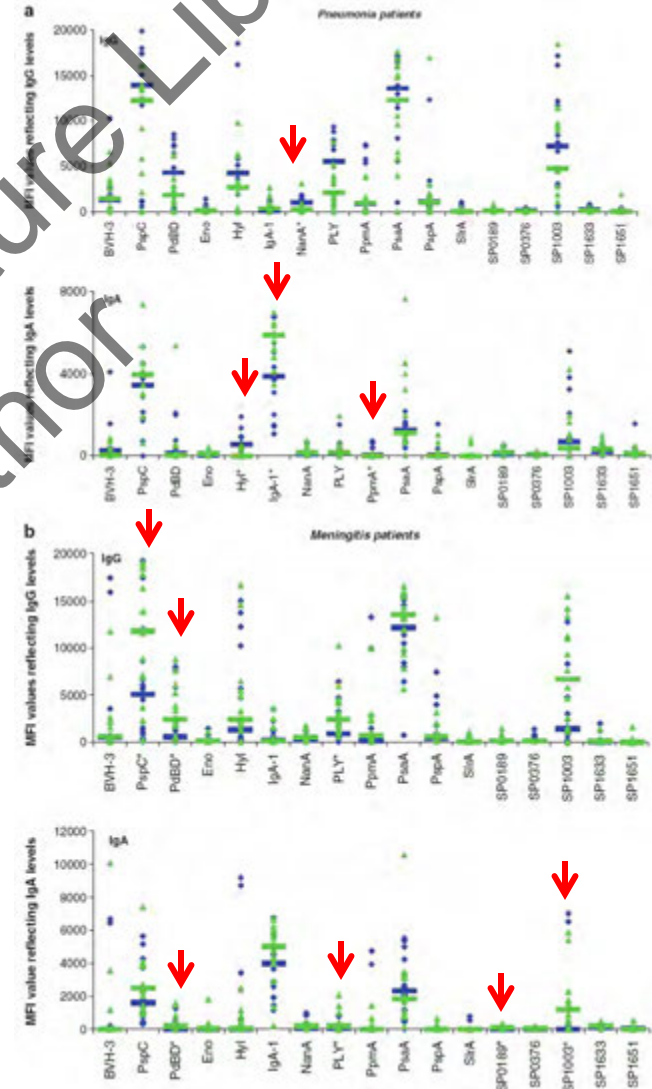 a
Pneumonia patients
IgG
MFI values reflecting IgG levels
20000
15000
10000
5000
0
BVH-3 PspC PdBD Eno Hyl IgA-1 NanA* PLY PpmA PsaA PspA SlrA SP0189 SP0376 SP1003 SP1633 SP1651
IgA
MFI values reflecting IgA levels
8000
4000
0
BVH-3 PspC PdBD Eno Hyl* IgA-1* NanA PLY PpmA* PsaA PspA SlrA SP0189 SP0376 SP1003 SP1633 SP1651
b
Meningitis patients
IgG
MFI values reflecting IgG levels
20000
15000
10000
5000
0
BVH-3 PspC* PdBD* Eno Hyl IgA-1 NanA PLY* PpmA PsaA PspA SlrA SP0189 SP0376 SP1003 SP1633 SP1651
IgA
MFI value reflecting IgA levels
12000
10000
8000
6000
4000
2000
0
BVH-3 PspC PdBD* Eno Hyl IgA-1 NanA PLY* PpmA PsaA PspA SlrA SP0189* SP0376 SP1003* SP1633 SP1651